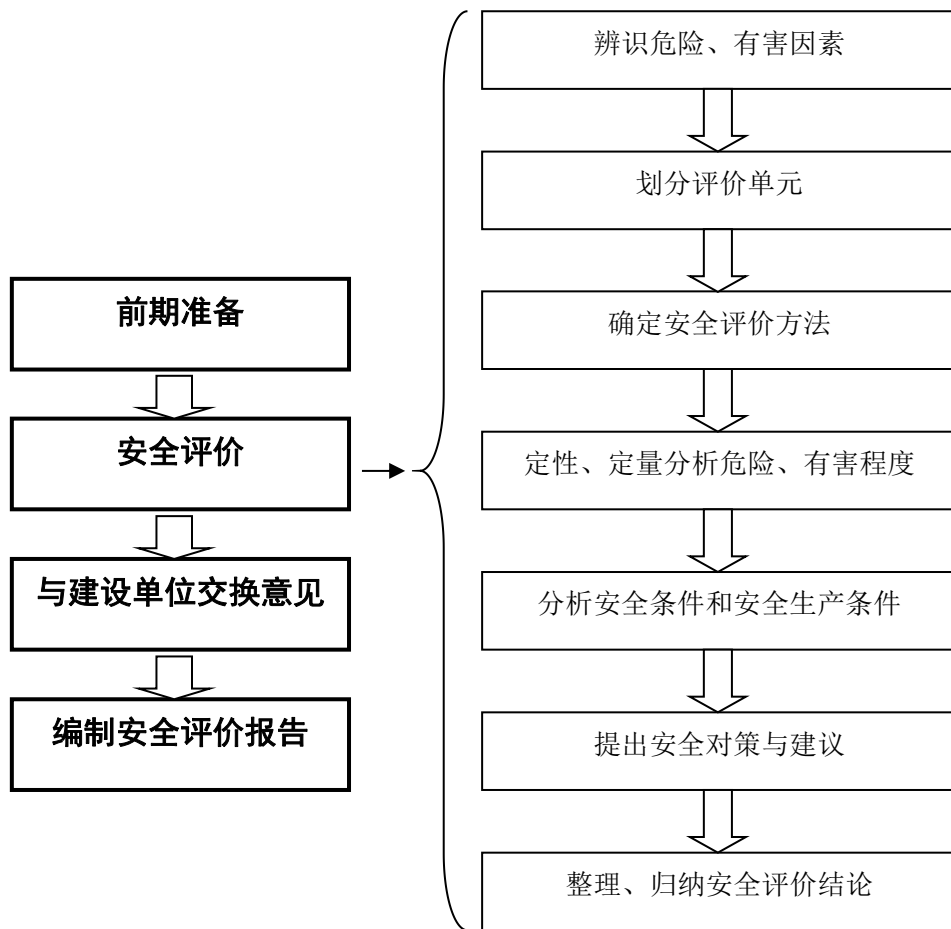 前期准备
安全评价
与建设单位交换意见
编制安全评价报告
辨识危险、有害因素
划分评价单元
确定安全评价方法
定性、定量分析危险、有害程度
分析安全条件和安全生产条件
提出安全对策与建议
整理、归纳安全评价结论